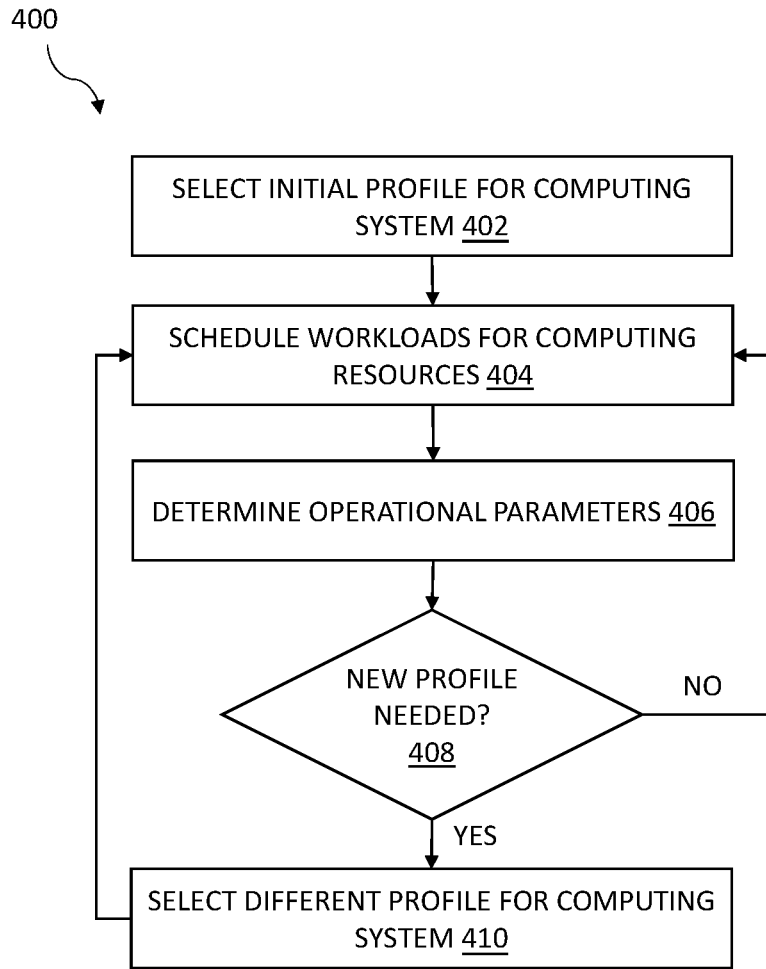 400
SELECT INITIAL PROFILE FOR COMPUTING
SYSTEM 402
SCHEDULE WORKLOADS FOR COMPUTING
RESOURCES 404
DETERMINE OPERATIONAL PARAMETERS 406
NEW PROFILE
NEEDED?
408
NO
YES
SELECT DIFFERENT PROFILE FOR COMPUTING
SYSTEM 410